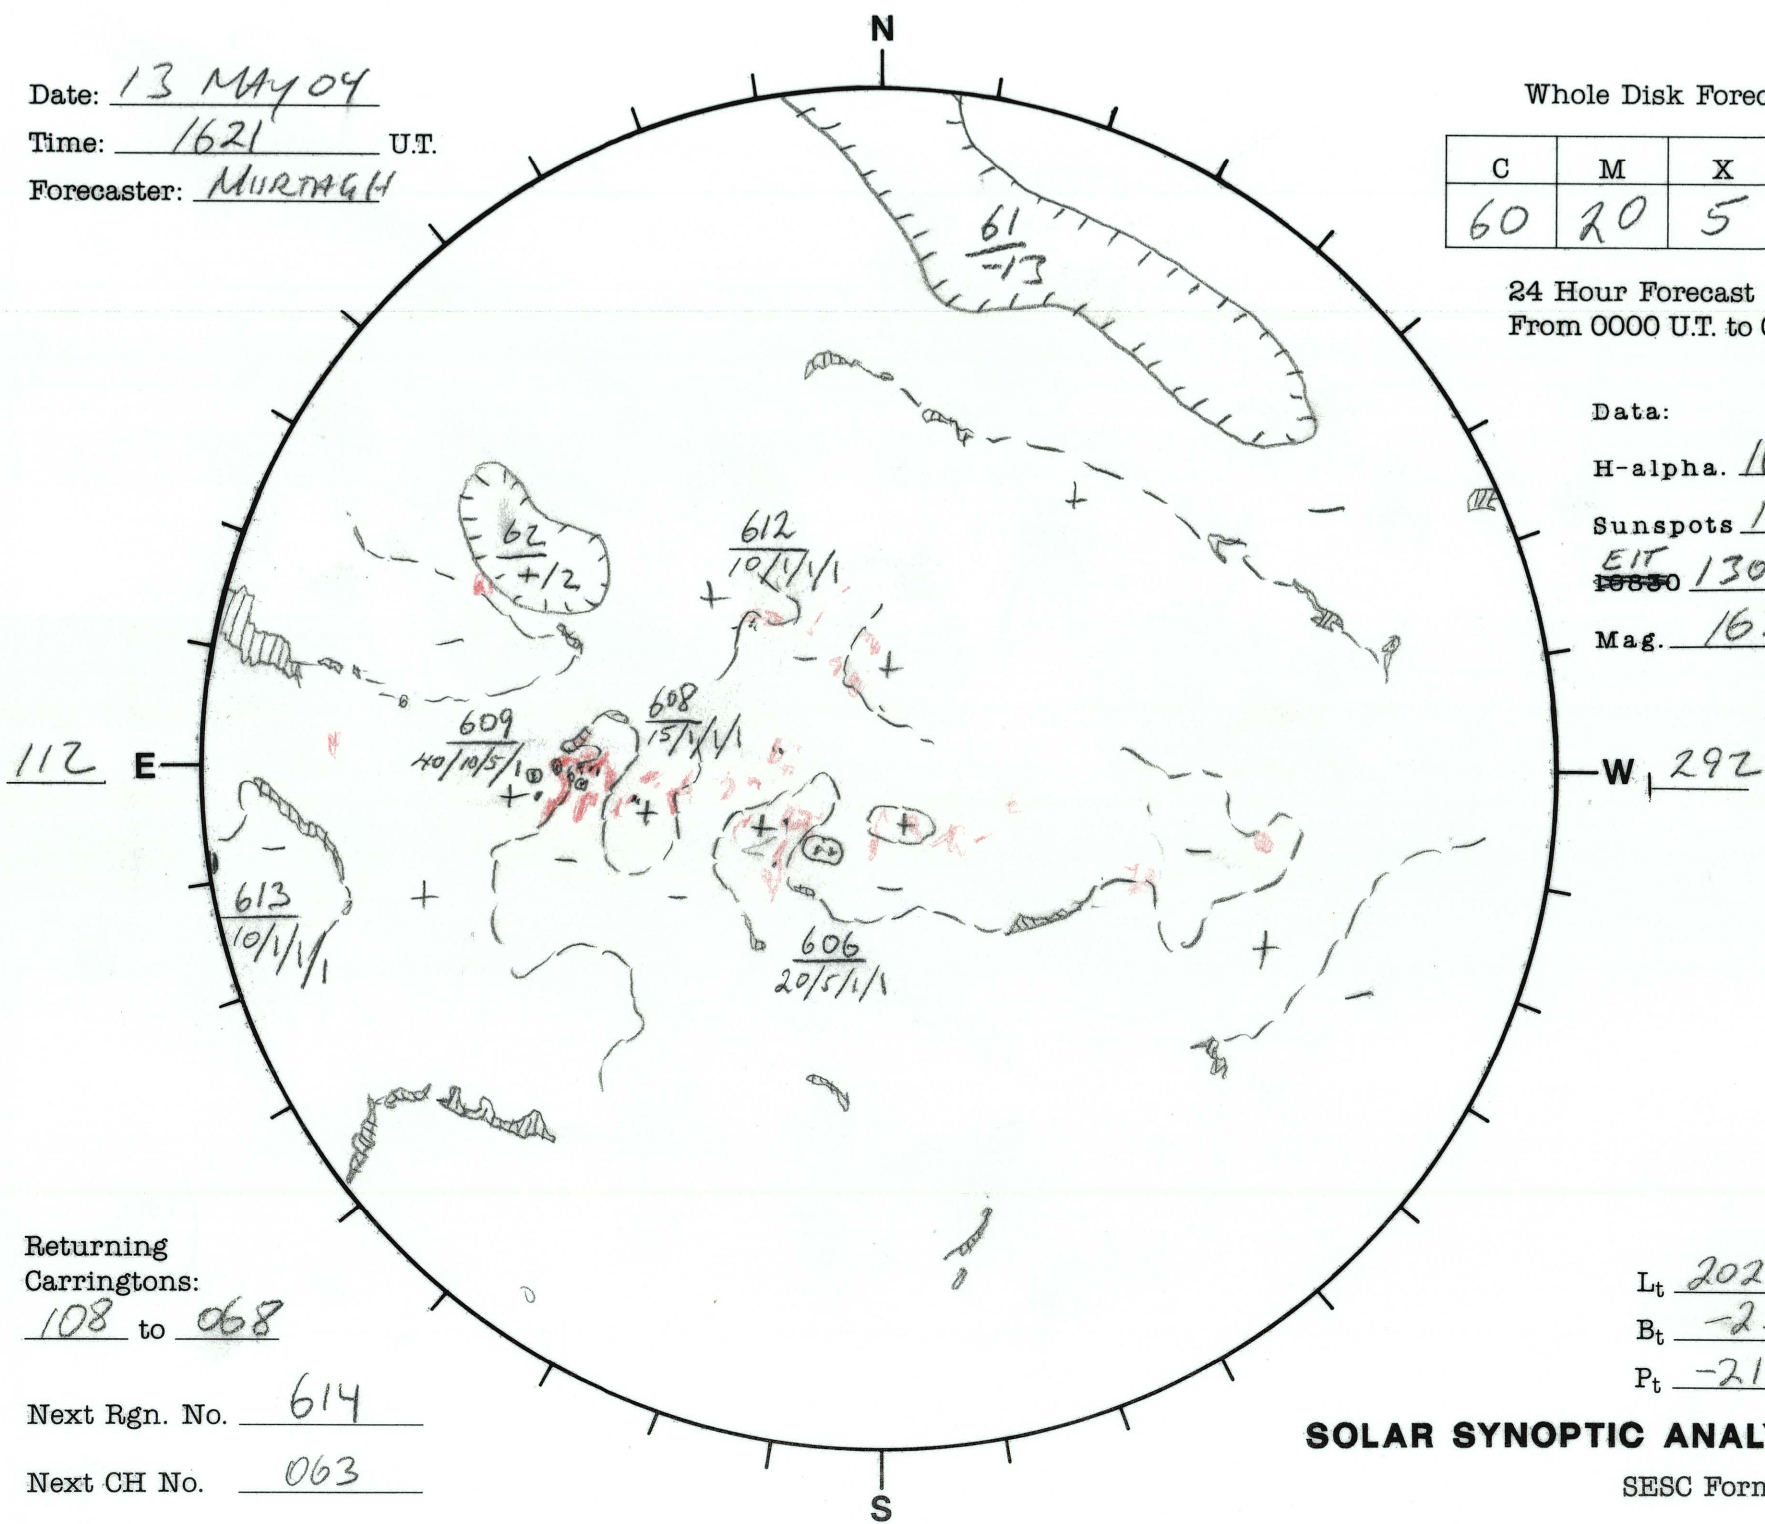 N
Date: 13 MAY 04
Time: 1621 U.T.
Forecaster: MURTAGH
Whole Disk Forec
C M X
60 20 5
24 Hour Forecast
From 0000 U.T. to
61
-13
Data:
H-alpha.
Sunspots
EIT
10830 130
Mag. 16
62
+12
612
10/1/1/1
+
−
+
−
−
+
609
40/10/5/1
608
15/1/1/1
112 E
W 292
+
+
+
+
−
−
−
−
−
+
613
10/1/1/1
606
20/5/1/1
+
−
Returning
Carringtons:
108 to 068
Next Rgn. No. 614
Next CH No. 063
Lt 202
Bt -2
Pt -21
SOLAR SYNOPTIC ANAL
SESC Form
S